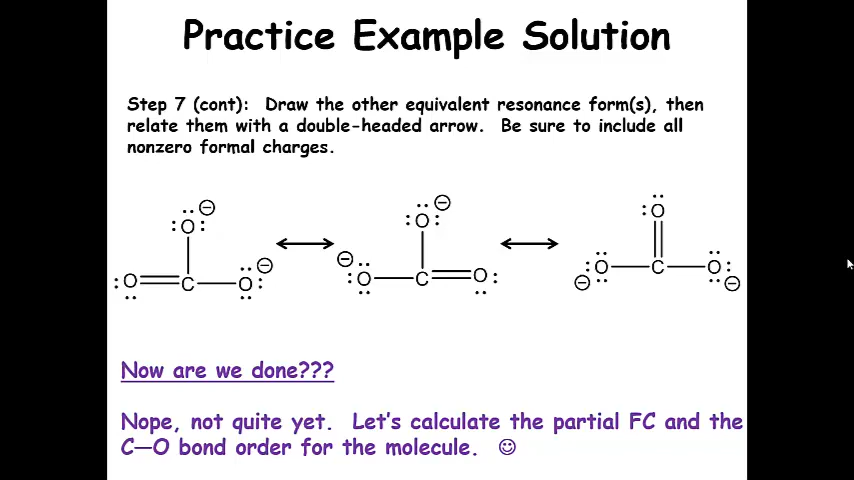 Practice Example Solution
Step 7 (cont): Draw the other equivalent resonance form(s), then
relate them with a double-headed arrow. Be sure to include all
nonzero formal charges.
O
O
C
O
O
O
C
O
O
O
C
O
Now are we done???
Nope, not quite yet. Let's calculate the partial FC and the
C—O bond order for the molecule. ☺